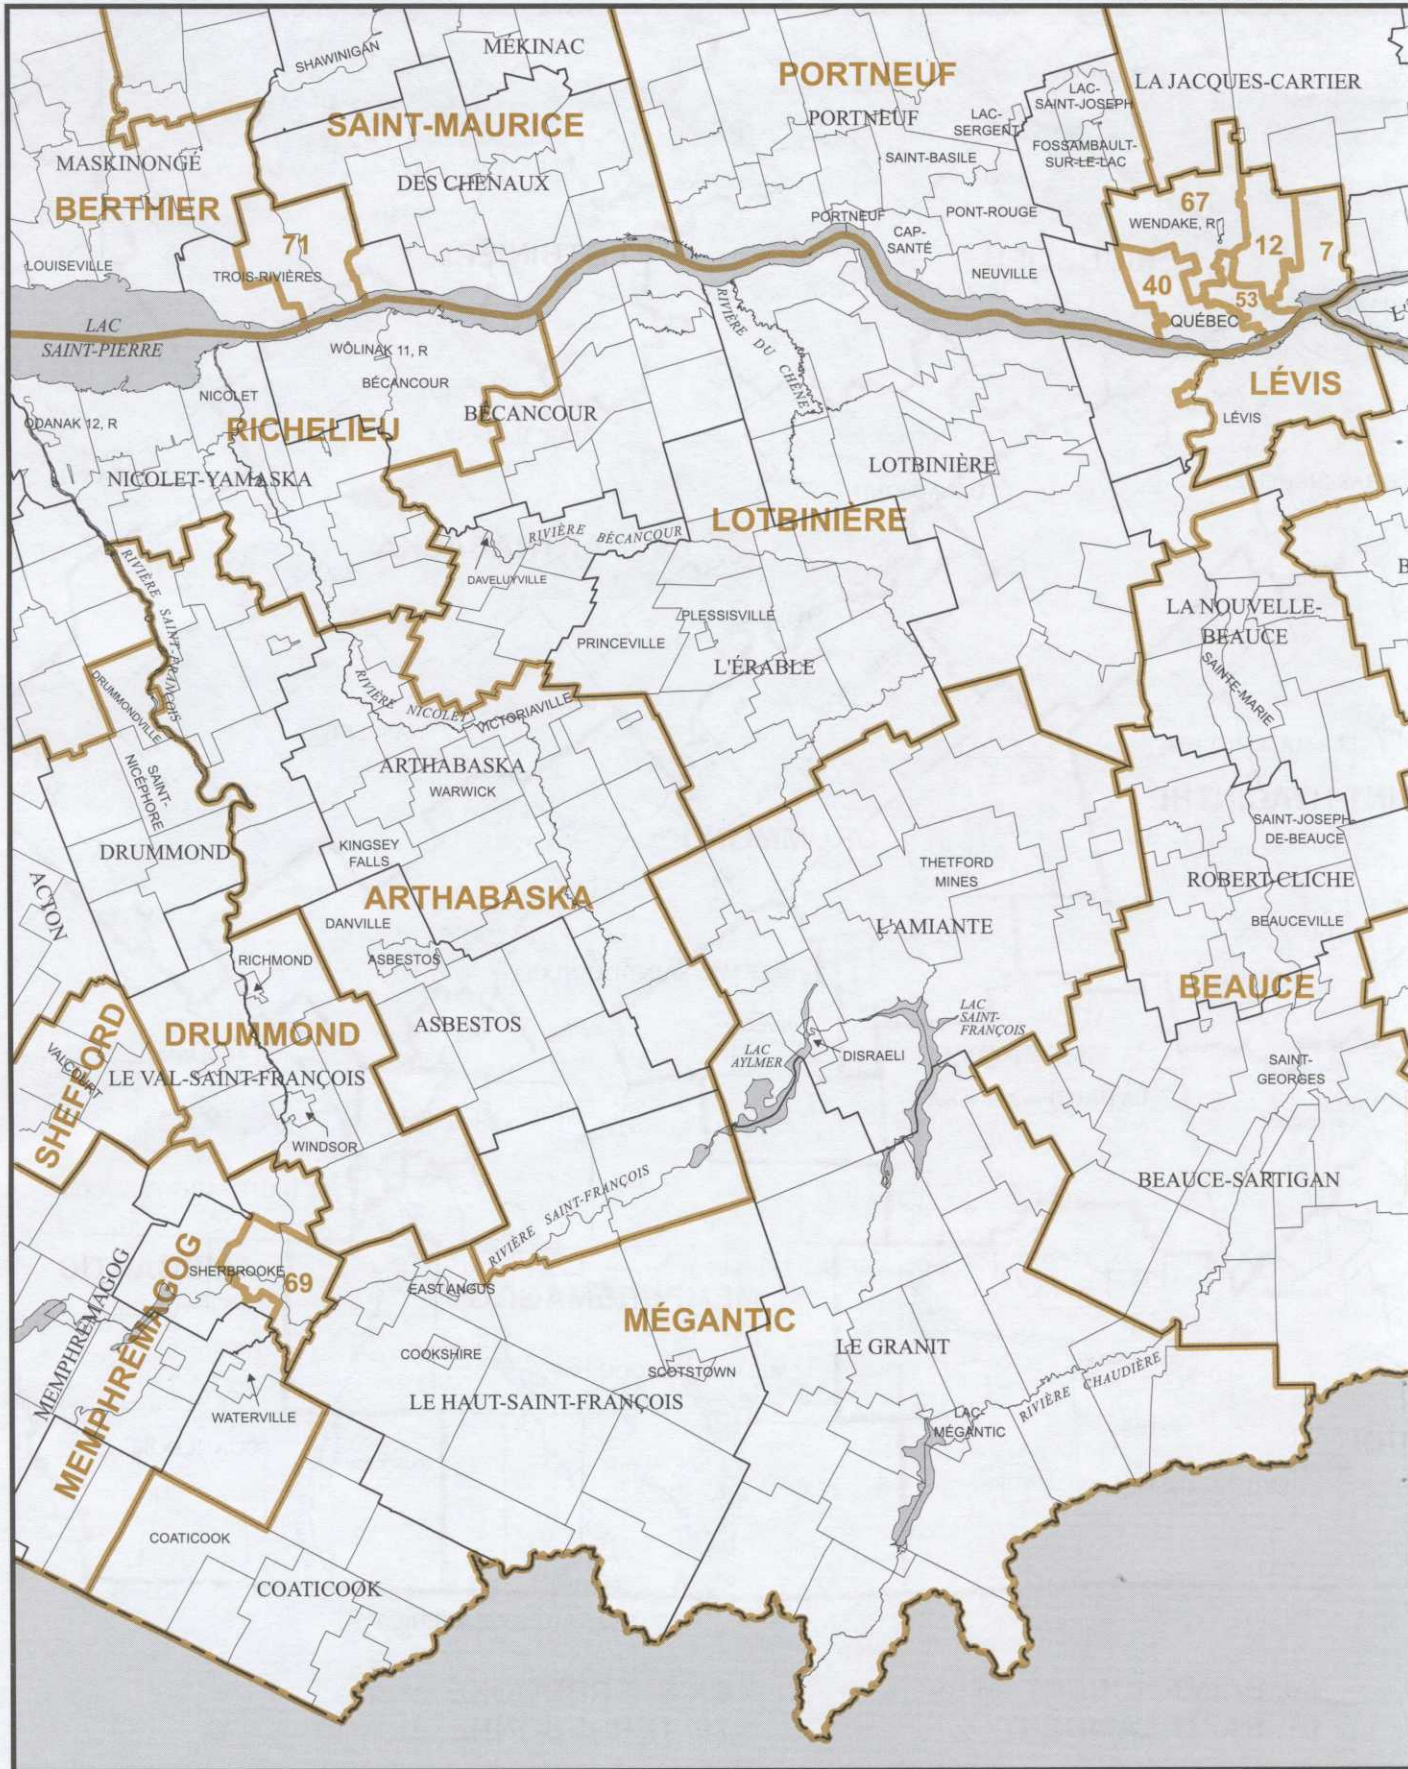 SHAWINIGAN
MÉKINAC
PORTNEUF
LA JACQUES-CARTIER
LAC-
SAINT-JOSEPH
SAINT-MAURICE
PORTNEUF
LAC-
SERGENT
FOSSAMBAULT-
SUR-LE-LAC
MASKINONGÉ
SAINT-BASILE
DES CHENAUX
BERTHIER
67
WENDAKE, R
PORTNEUF
PONT-ROUGE
CAP-
SANTÉ
71
12
7
LOUISEVILLE
TROIS-RIVIÈRES
NEUVILLE
40
53
QUÉBEC
LAC
SAINT-PIERRE
RIVIÈRE DU CHÊNE
WÔLINAK 11, R
BÉCANCOUR
LÉVIS
NICOLET
BÉCANCOUR
LÉVIS
ODANAK 12, R
RICHELIEU
LOTBINIÈRE
NICOLET-YAMASKA
LOTBINIÈRE
RIVIÈRE BÉCANCOUR
RIVIÈRE SAINT-FRANÇOIS
DAVELUYVILLE
B
LA NOUVELLE-
BEAUCE
PLESSISVILLE
PRINCEVILLE
L'ÉRABLE
SAINTE-MARIE
DRUMMONDVILLE
RIVIÈRE NICOLET
VICTORIAVILLE
SAINT-
NICÉPHORE
ARTHABASKA
WARWICK
SAINT-JOSEPH-
DE-BEAUCE
DRUMMOND
KINGSEY
FALLS
THETFORD
MINES
ROBERT-CLICHE
ACTON
ARTHABASKA
BEAUCEVILLE
DANVILLE
L'AMIANTE
RICHMOND
ASBESTOS
BEAUCE
SHEFFORD
DRUMMOND
ASBESTOS
LAC
SAINT-
FRANÇOIS
LAC
AYLMER
DISRAELI
VALCOURT
LE VAL-SAINT-FRANÇOIS
SAINT-
GEORGES
WINDSOR
BEAUCE-SARTIGAN
RIVIÈRE SAINT-FRANÇOIS
MEMPHRÉMAGOG
MEMPHRÉMAGOG
SHERBROOKE
69
EAST ANGUS
MÉGANTIC
LE GRANIT
COOKSHIRE
SCOTSTOWN
RIVIÈRE CHAUDIÈRE
LE HAUT-SAINT-FRANÇOIS
WATERVILLE
LAC-
MÉGANTIC
COATICOOK
COATICOOK